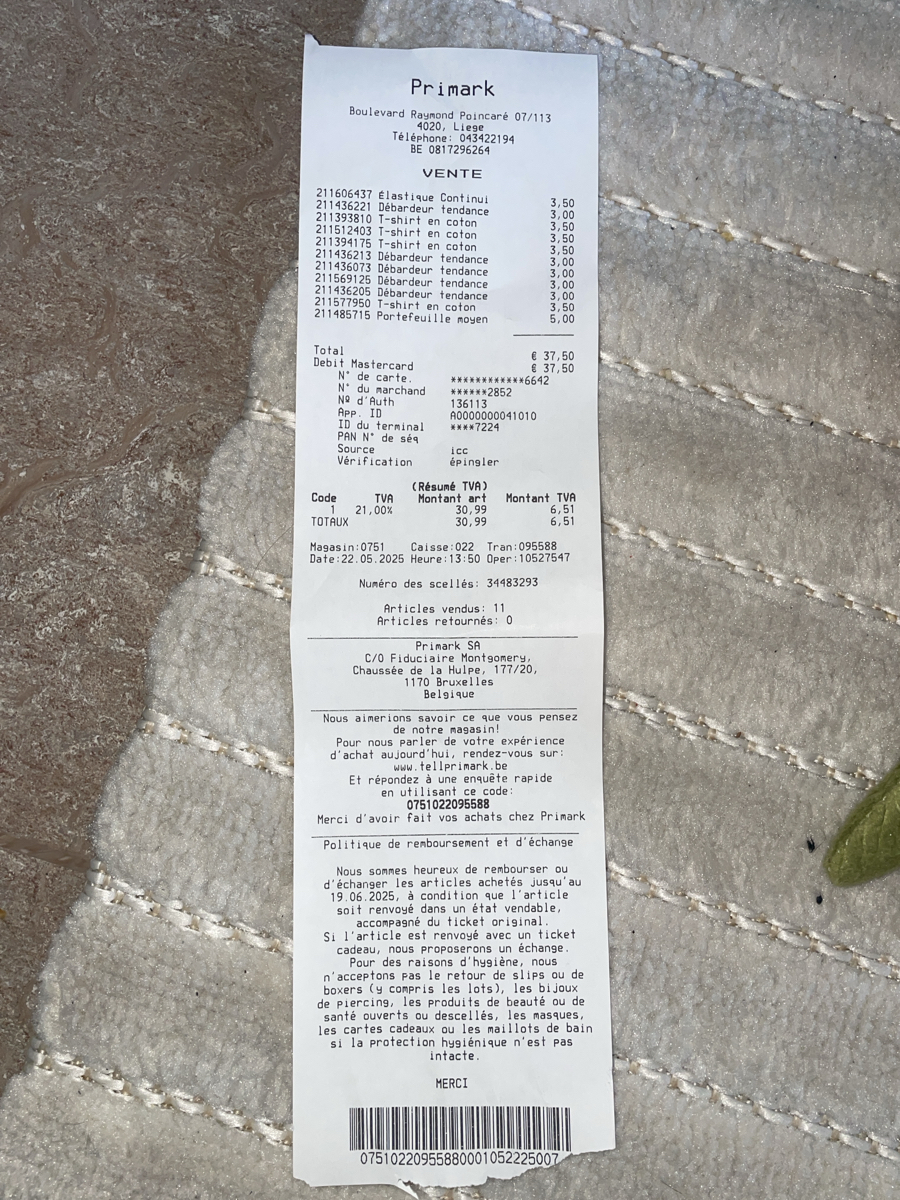 Primark
Boulevard Raymond Poincaré 07/113
4020, Liege
Téléphone: 043422194
BE 0817296264
VENTE
211606437 Élastique Continui 3,50
211436221 Débardeur tendance 3,00
211393810 T-shirt en coton 3,50
211512403 T-shirt en coton 3,50
211394175 T-shirt en coton 3,50
211436213 Débardeur tendance 3,00
211436073 Débardeur tendance 3,00
211569125 Débardeur tendance 3,00
211436205 Débardeur tendance 3,00
211577950 T-shirt en coton 3,50
211485715 Portefeuille moyen 5,00
Total € 37,50
Debit Mastercard € 37,50
N° de carte. ************6642
N° du marchand ******2852
Nº d'Auth 136113
App. ID A0000000041010
ID du terminal ****7224
PAN N° de séq
Source icc
Vérification épingler
(Résumé TVA)
Code TVA Montant art Montant TVA
1 21,00% 30,99 6,51
TOTAUX 30,99 6,51
Magasin:0751 Caisse:022 Tran:095588
Date:22.05.2025 Heure:13:50 Oper:10527547
Numéro des scellés: 34483293
Articles vendus: 11
Articles retournés: 0
Primark SA
C/O Fiduciaire Montgomery,
Chaussée de la Hulpe, 177/20,
1170 Bruxelles
Belgique
Nous aimerions savoir ce que vous pensez
de notre magasin!
Pour nous parler de votre expérience
d'achat aujourd'hui, rendez-vous sur:
www.tellprimark.be
Et répondez à une enquête rapide
en utilisant ce code:
0751022095588
Merci d'avoir fait vos achats chez Primark
Politique de remboursement et d'échange
Nous sommes heureux de rembourser ou
d'échanger les articles achetés jusqu'au
19.06.2025, à condition que l'article
soit renvoyé dans un état vendable,
accompagné du ticket original.
Si l'article est renvoyé avec un ticket
cadeau, nous proposerons un échange.
Pour des raisons d'hygiène, nous
n'acceptons pas le retour de slips ou de
boxers (y compris les lots), les bijoux
de piercing, les produits de beauté ou de
santé ouverts ou descellés, les masques,
les cartes cadeaux ou les maillots de bain
si la protection hygiénique n'est pas
intacte.
MERCI
07510220955880001052225007